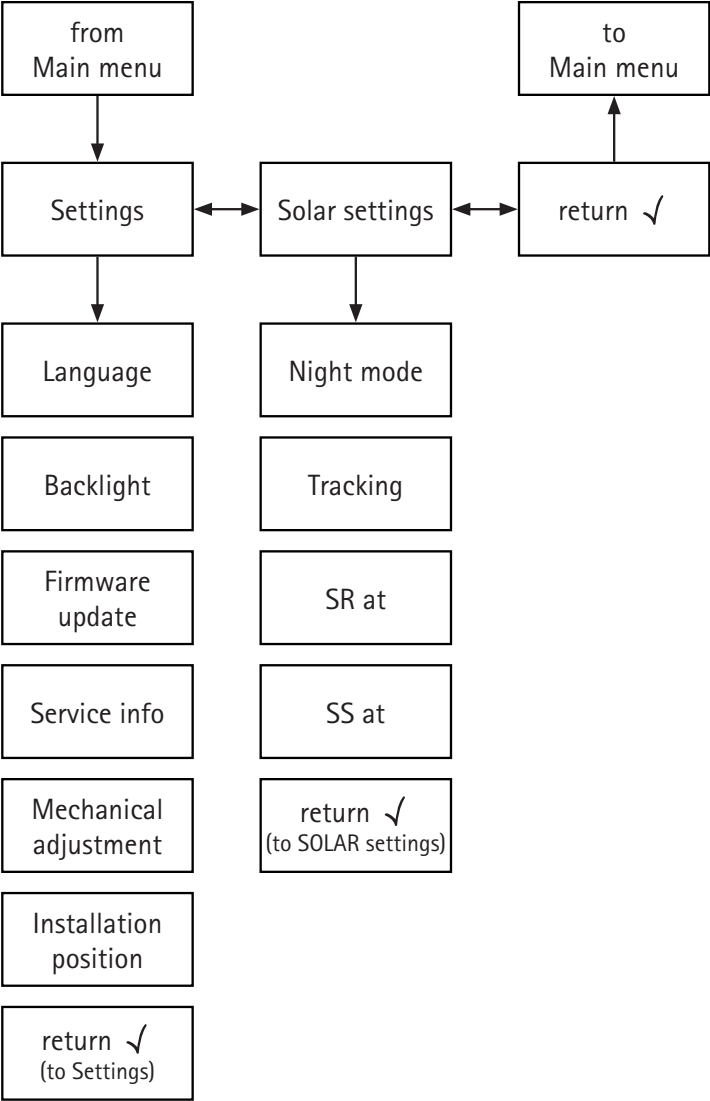 from
Main menu
to
Main menu
Settings
Solar settings
return √
Language
Night mode
Backlight
Tracking
Firmware
update
SR at
Service info
SS at
Mechanical
adjustment
return √
(to SOLAR settings)
Installation
position
return √
(to Settings)